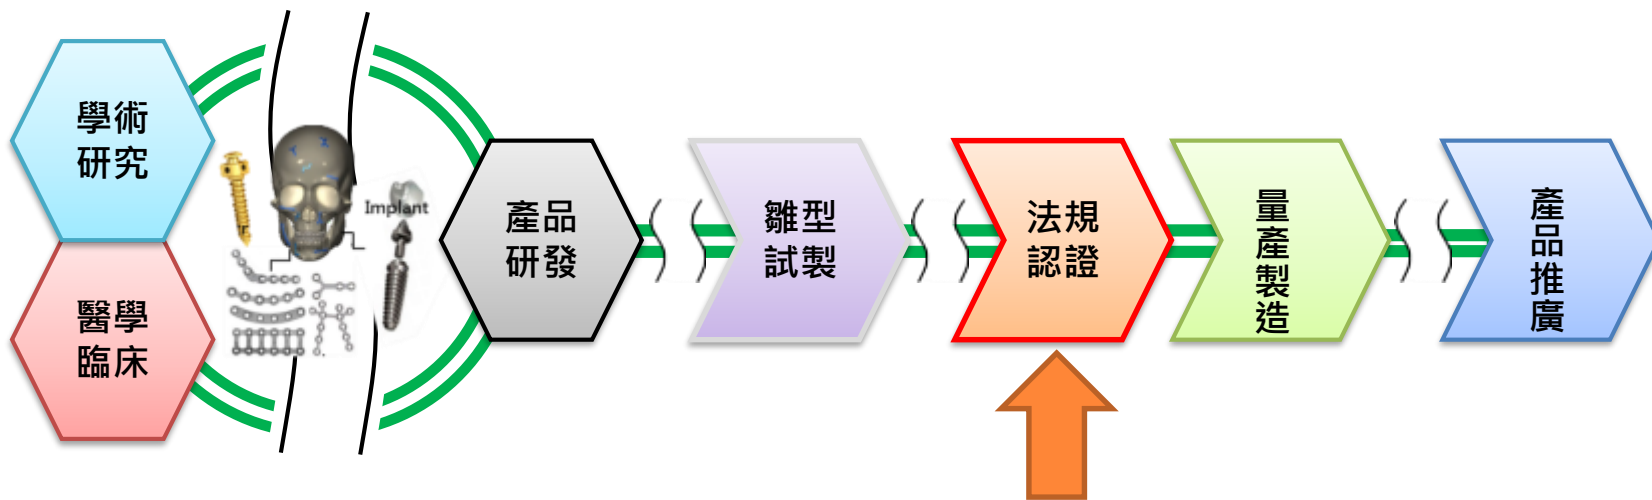 學術
研究
醫學
臨床
Implant
產品
研發
雛型
試製
法規
認證
量產製造
產品推廣